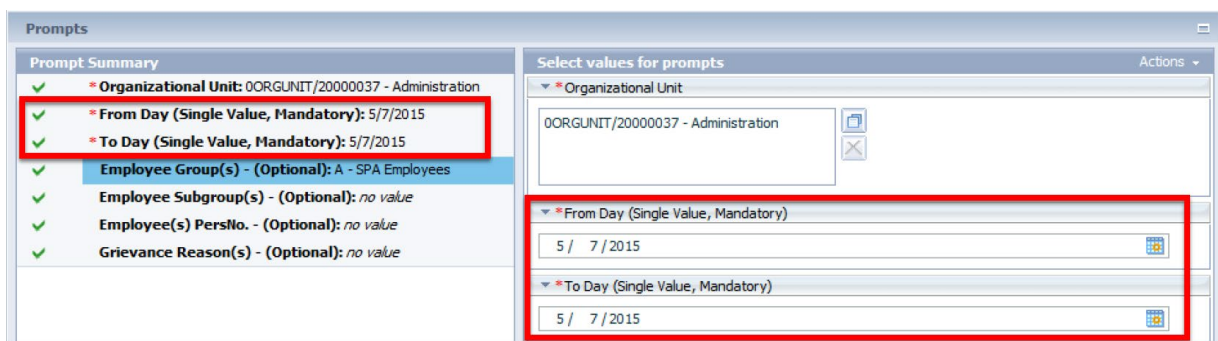 Prompts
Prompt Summary
* Organizational Unit: 0ORGUNIT/20000037 - Administration
* From Day (Single Value, Mandatory): 5/7/2015
* To Day (Single Value, Mandatory): 5/7/2015
Employee Group(s) - (Optional): A - SPA Employees
Employee Subgroup(s) - (Optional): no value
Employee(s) PersNo. - (Optional): no value
Grievance Reason(s) - (Optional): no value
Select values for prompts
Actions
* Organizational Unit
0ORGUNIT/20000037 - Administration
* From Day (Single Value, Mandatory)
5/ 7/2015
* To Day (Single Value, Mandatory)
5/ 7/2015